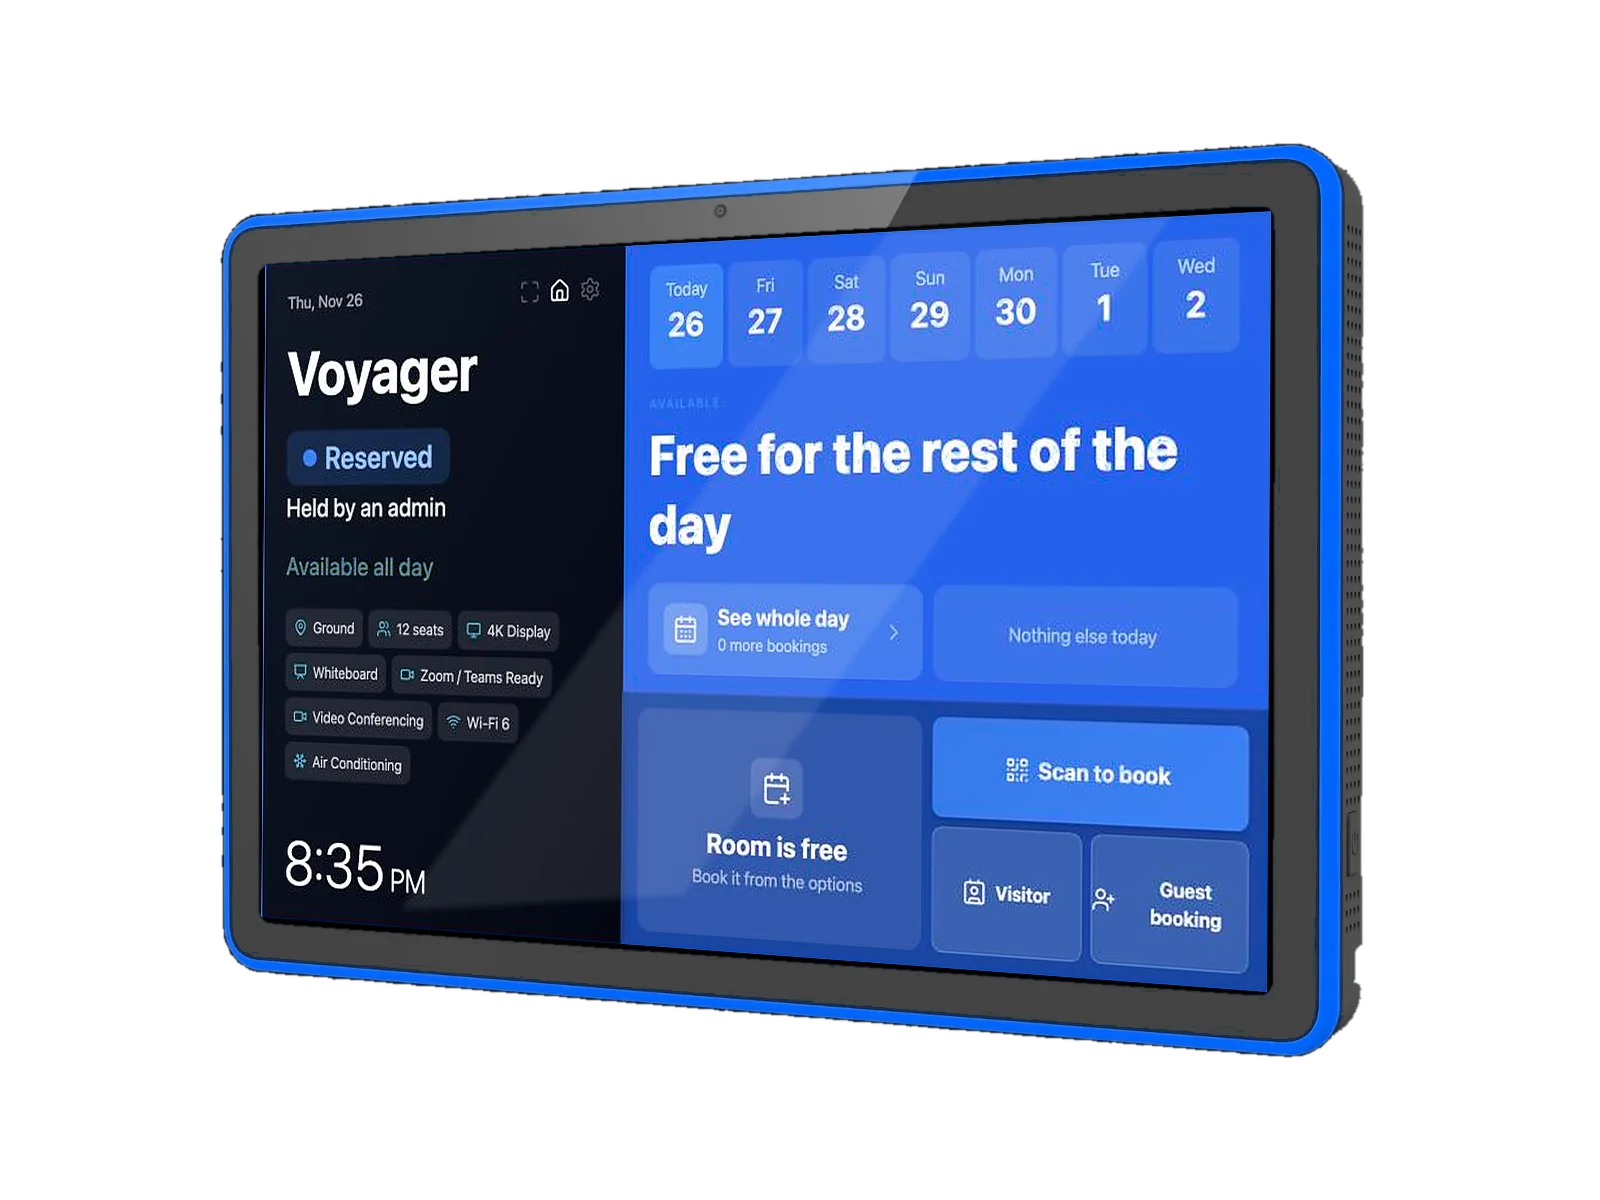 Thu, Nov 26
Voyager
Reserved
Held by an admin
Available all day
Ground
12 seats
4K Display
Whiteboard
Zoom / Teams Ready
Video Conferencing
Wi-Fi 6
Air Conditioning
8:35 PM
Today
26
Fri
27
Sat
28
Sun
29
Mon
30
Tue
1
Wed
2
AVAILABLE
Free for the rest of the
day
See whole day
0 more bookings
Nothing else today
Room is free
Book it from the options
Scan to book
Visitor
Guest
booking